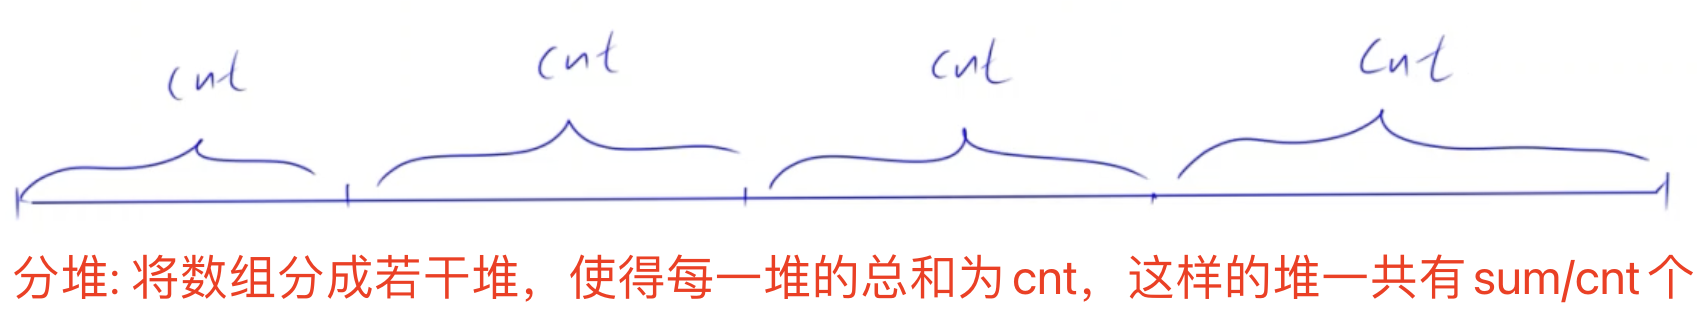 cnt cnt cnt cnt
分堆: 将数组分成若干堆，使得每一堆的总和为 cnt，这样的堆一共有 sum/cnt 个